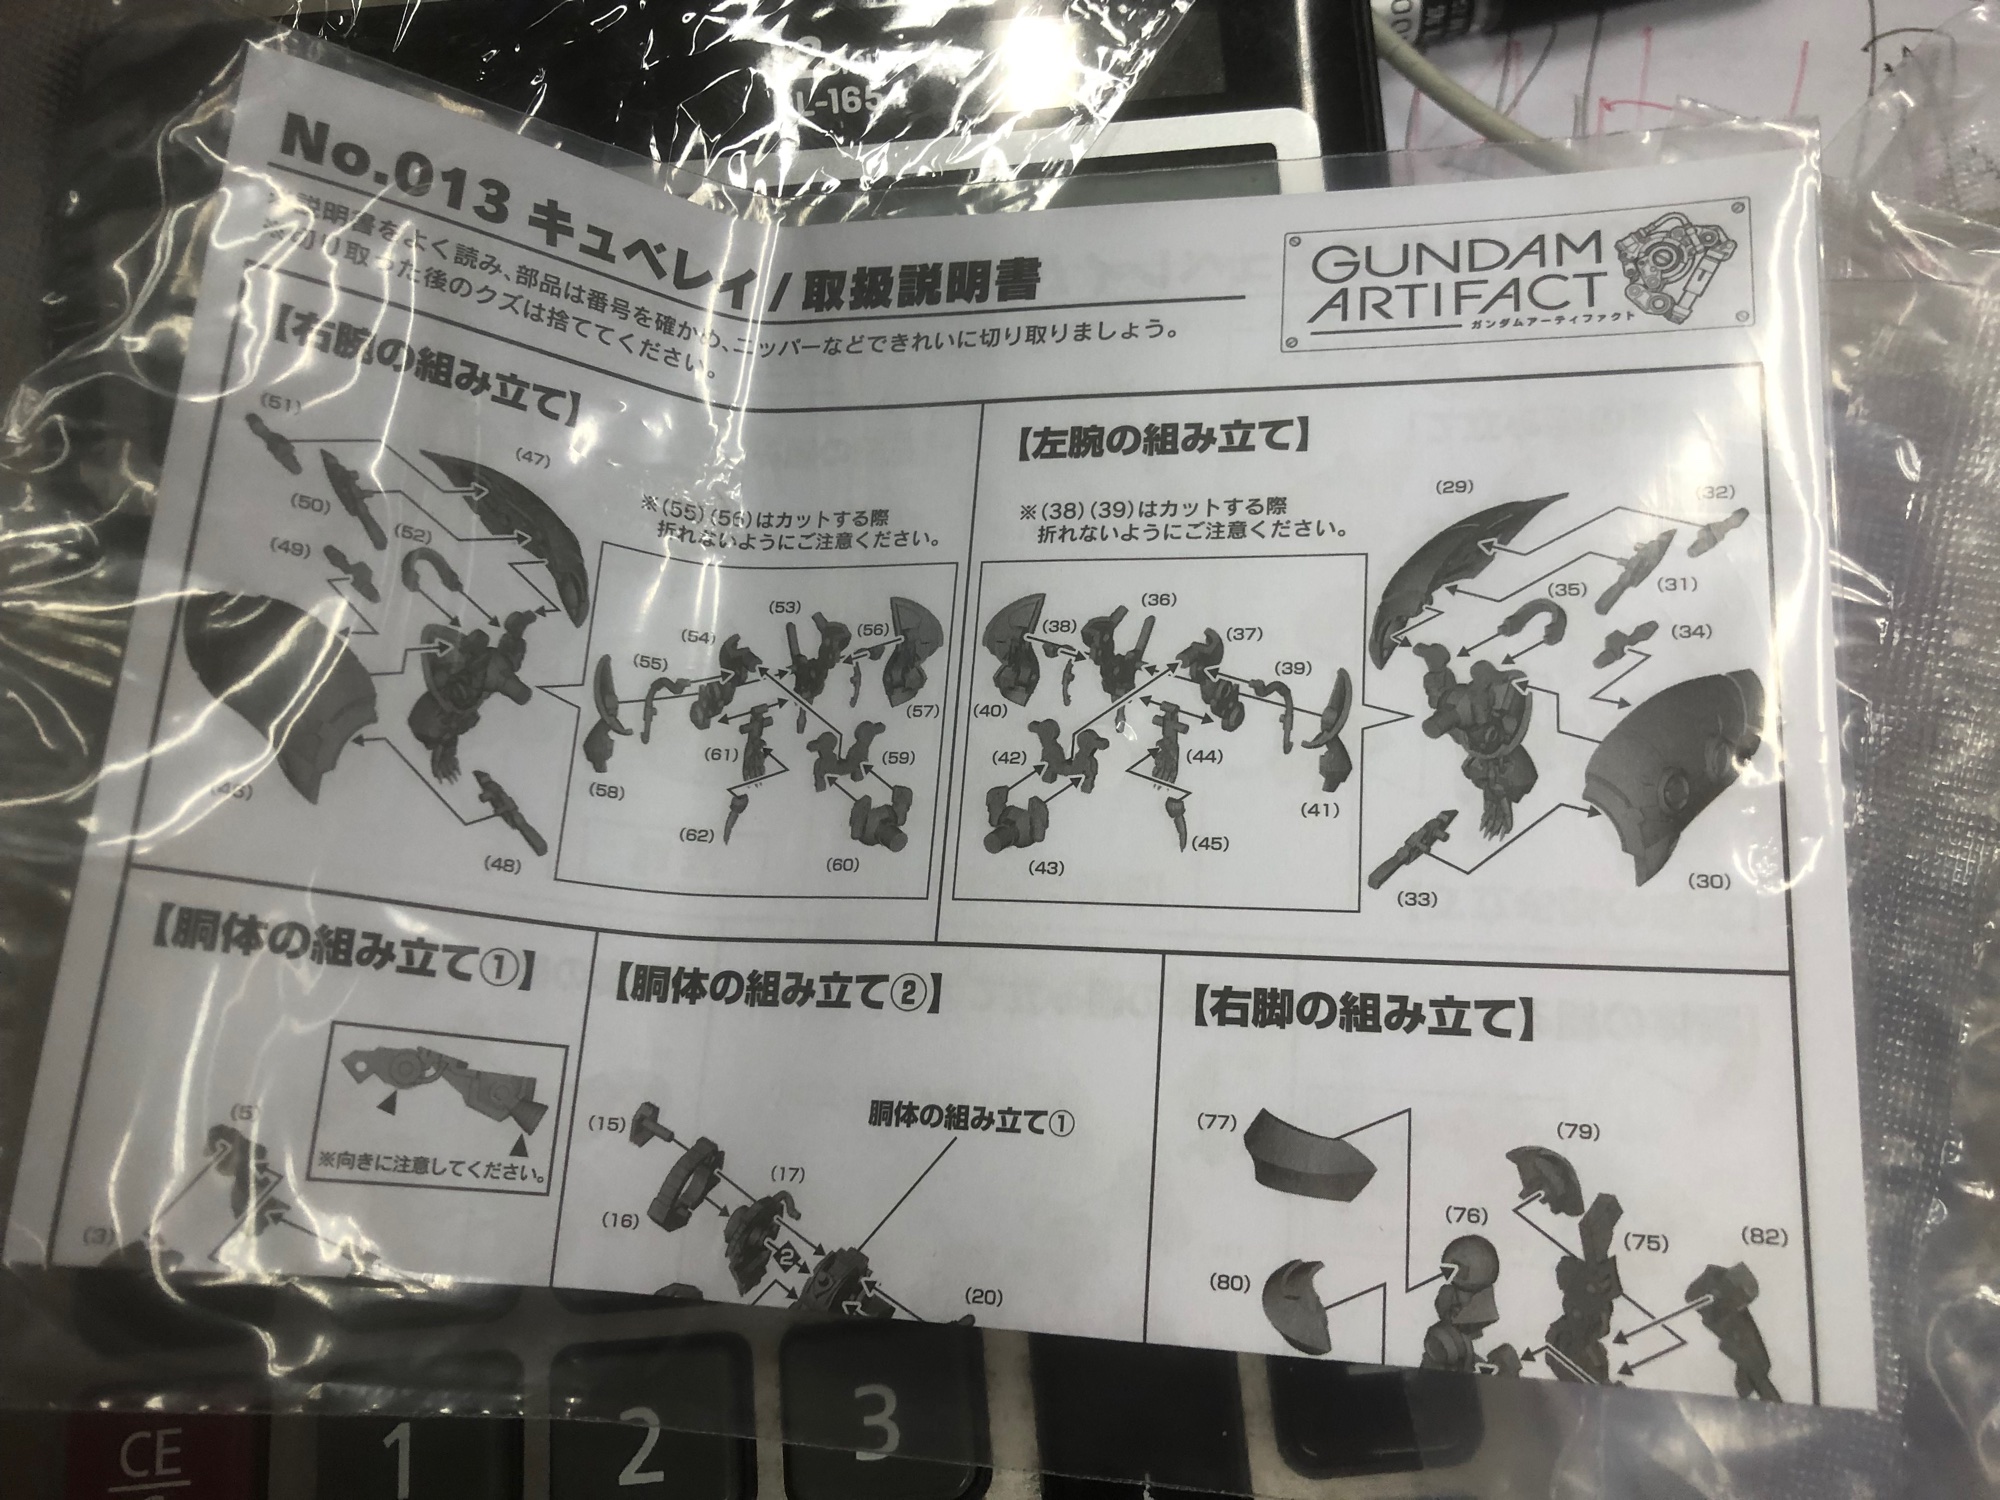 No.013 キュベレイ/取扱説明書
※説明書をよく読み、部品は番号を確かめ、ニッパーなどできれいに切り取りましょう。
※切り取った後のクズは捨ててください。
GUNDAM
ARTIFACT
ガンダムアーティファクト
【右腕の組み立て】
(51)
(47)
(50)
(52)
(49)
(48)
※(55)(56)はカットする際
折れないようにご注意ください。
(53)
(54)
(56)
(55)
(57)
(61)
(59)
(58)
(62)
(60)
【左腕の組み立て】
※(38)(39)はカットする際
折れないようにご注意ください。
(36)
(38)
(37)
(39)
(40)
(42)
(44)
(41)
(43)
(45)
(29)
(32)
(35)
(31)
(34)
(33)
(30)
【胴体の組み立て①】
(5)
※向きに注意してください。
(3)
【胴体の組み立て②】
胴体の組み立て①
(15)
(17)
(16)
2
(20)
【右脚の組み立て】
(77)
(79)
(76)
(75)
(82)
(80)
L-165
CE
1
2
3